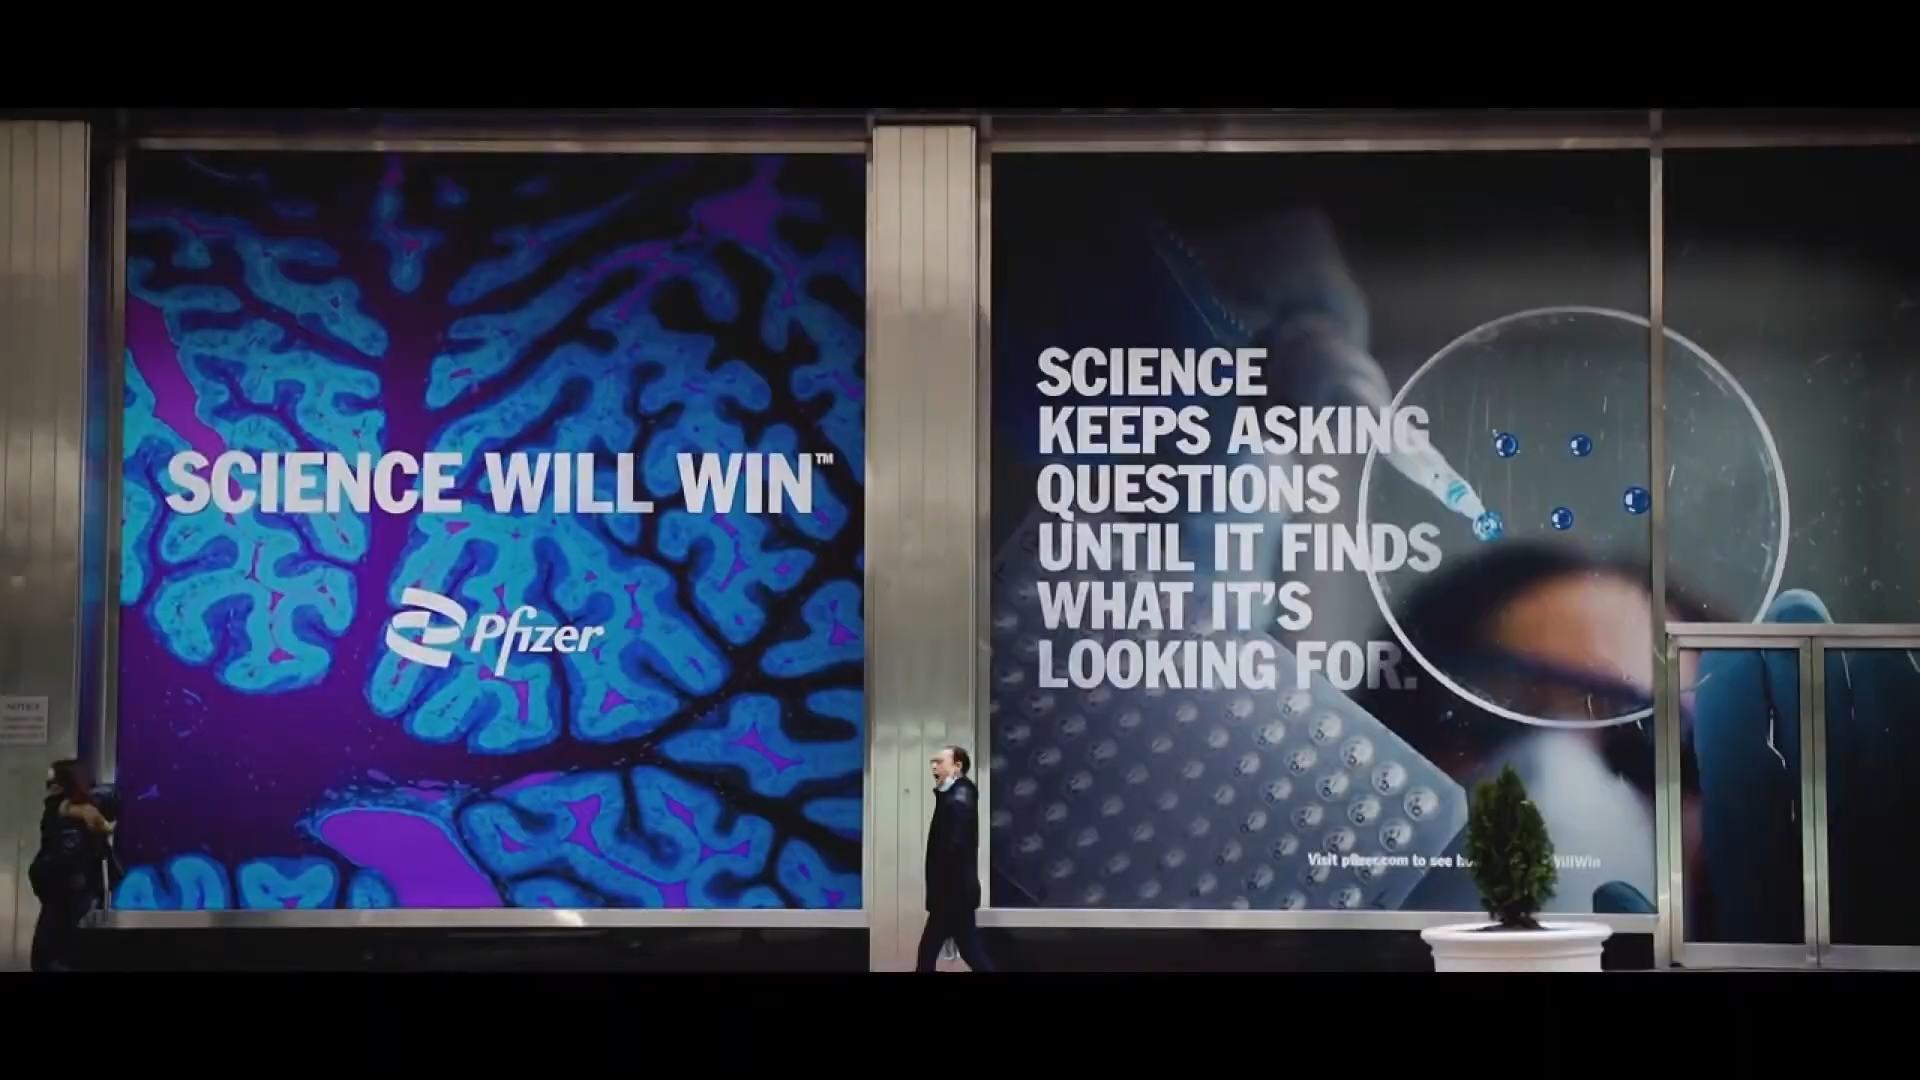 SCIENCE WILL WIN™
Pfizer
SCIENCE
KEEPS ASKING
QUESTIONS
UNTIL IT FINDS
WHAT IT'S
LOOKING FOR.
Visit pfizer.com to see
NOTICE